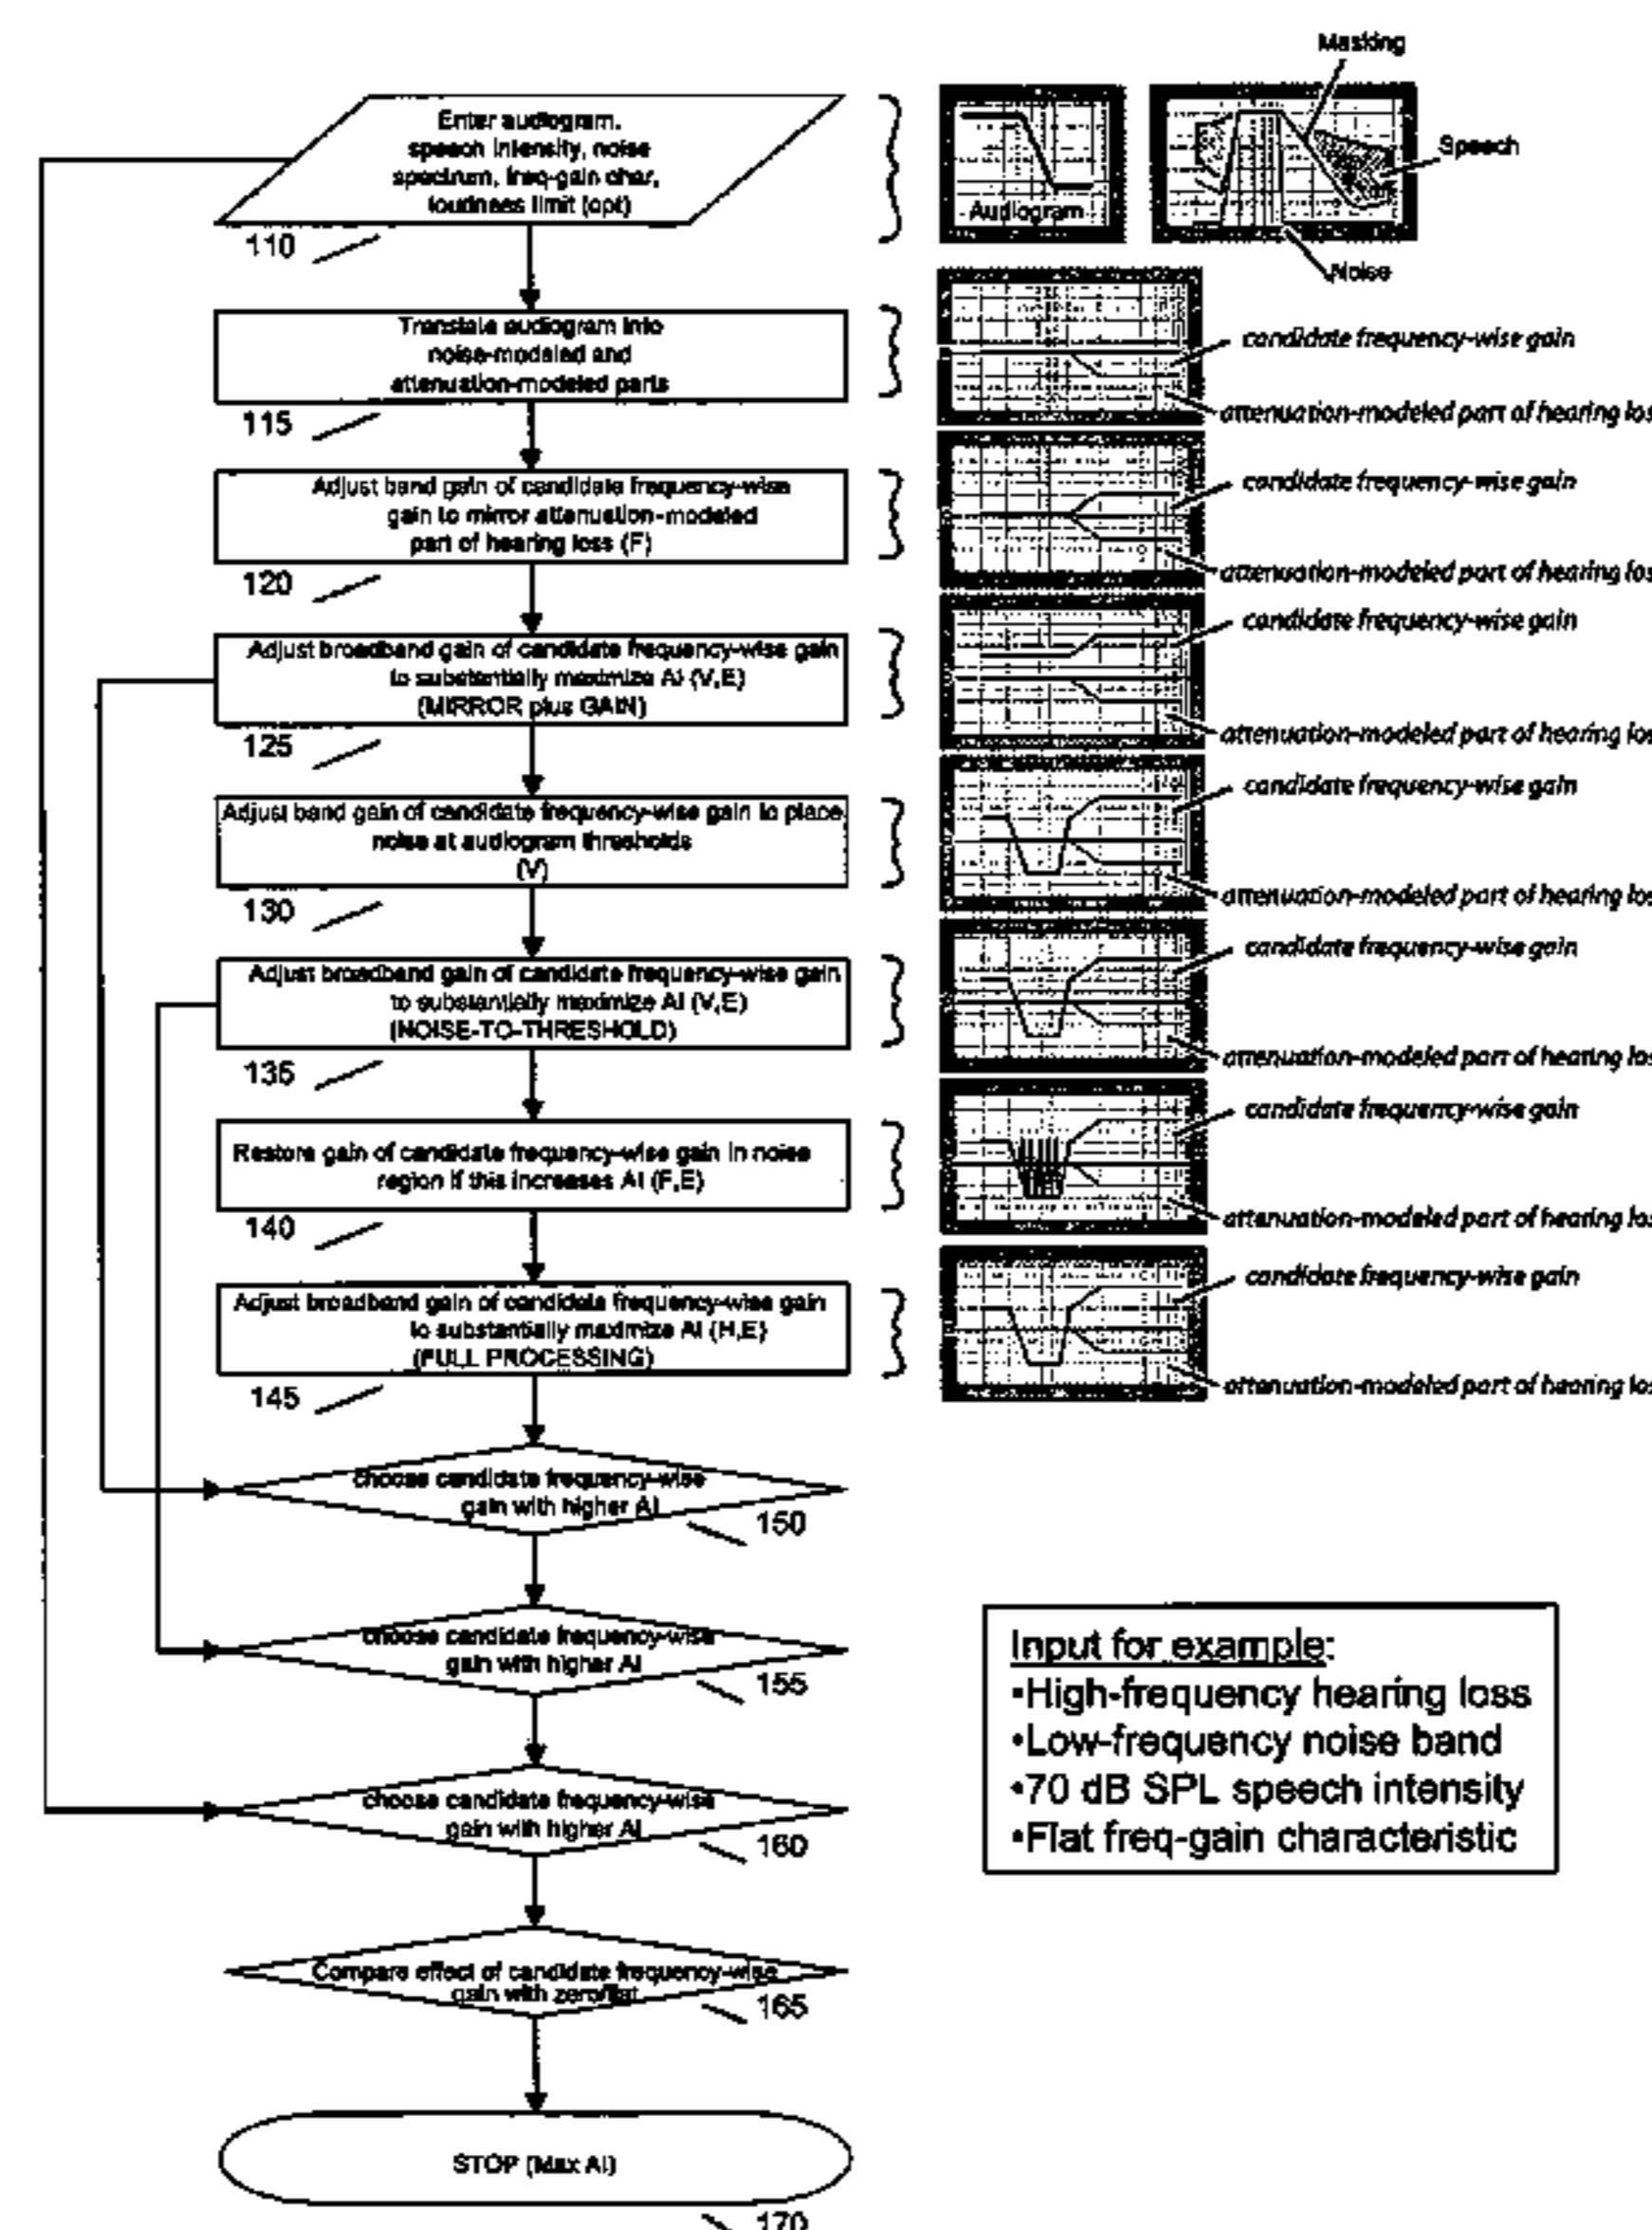 Masking
Enter audiogram,
speech intensity, noise
spectrum, freq-gain char,
loudness limit (opt)
Speech
Audiogram
110
Noise
Translate audiogram into
noise-modeled and
attenuation-modeled parts
candidate frequency-wise gain
115
attenuation-modeled part of hearing los
Adjust band gain of candidate frequency-wise
gain to mirror attenuation-modeled
part of hearing loss (F)
candidate frequency-wise gain
120
attenuation-modeled part of hearing los
Adjust broadband gain of candidate frequency-wise gain
to substantially maximize AI (V,E)
(MIRROR plus GAIN)
candidate frequency-wise gain
125
attenuation-modeled part of hearing los
Adjust band gain of candidate frequency-wise gain to place
noise at audiogram thresholds
(V)
candidate frequency-wise gain
130
attenuation-modeled part of hearing los
Adjust broadband gain of candidate frequency-wise gain
to substantially maximize AI (V,E)
(NOISE-TO-THRESHOLD)
candidate frequency-wise gain
135
attenuation-modeled part of hearing los
Restore gain of candidate frequency-wise gain in noise
region if this increases AI (F,E)
candidate frequency-wise gain
140
attenuation-modeled part of hearing los
Adjust broadband gain of candidate frequency-wise gain
to substantially maximize AI (H,E)
(FULL PROCESSING)
candidate frequency-wise gain
145
attenuation-modeled part of hearing los
choose candidate frequency-wise
gain with higher AI
150
choose candidate frequency-wise
gain with higher AI
155
choose candidate frequency-wise
gain with higher AI
160
Compare effect of candidate frequency-wise
gain with zero/flat
165
STOP (Max AI)
170
Input for example:
•High-frequency hearing loss
•Low-frequency noise band
•70 dB SPL speech intensity
•Flat freq-gain characteristic